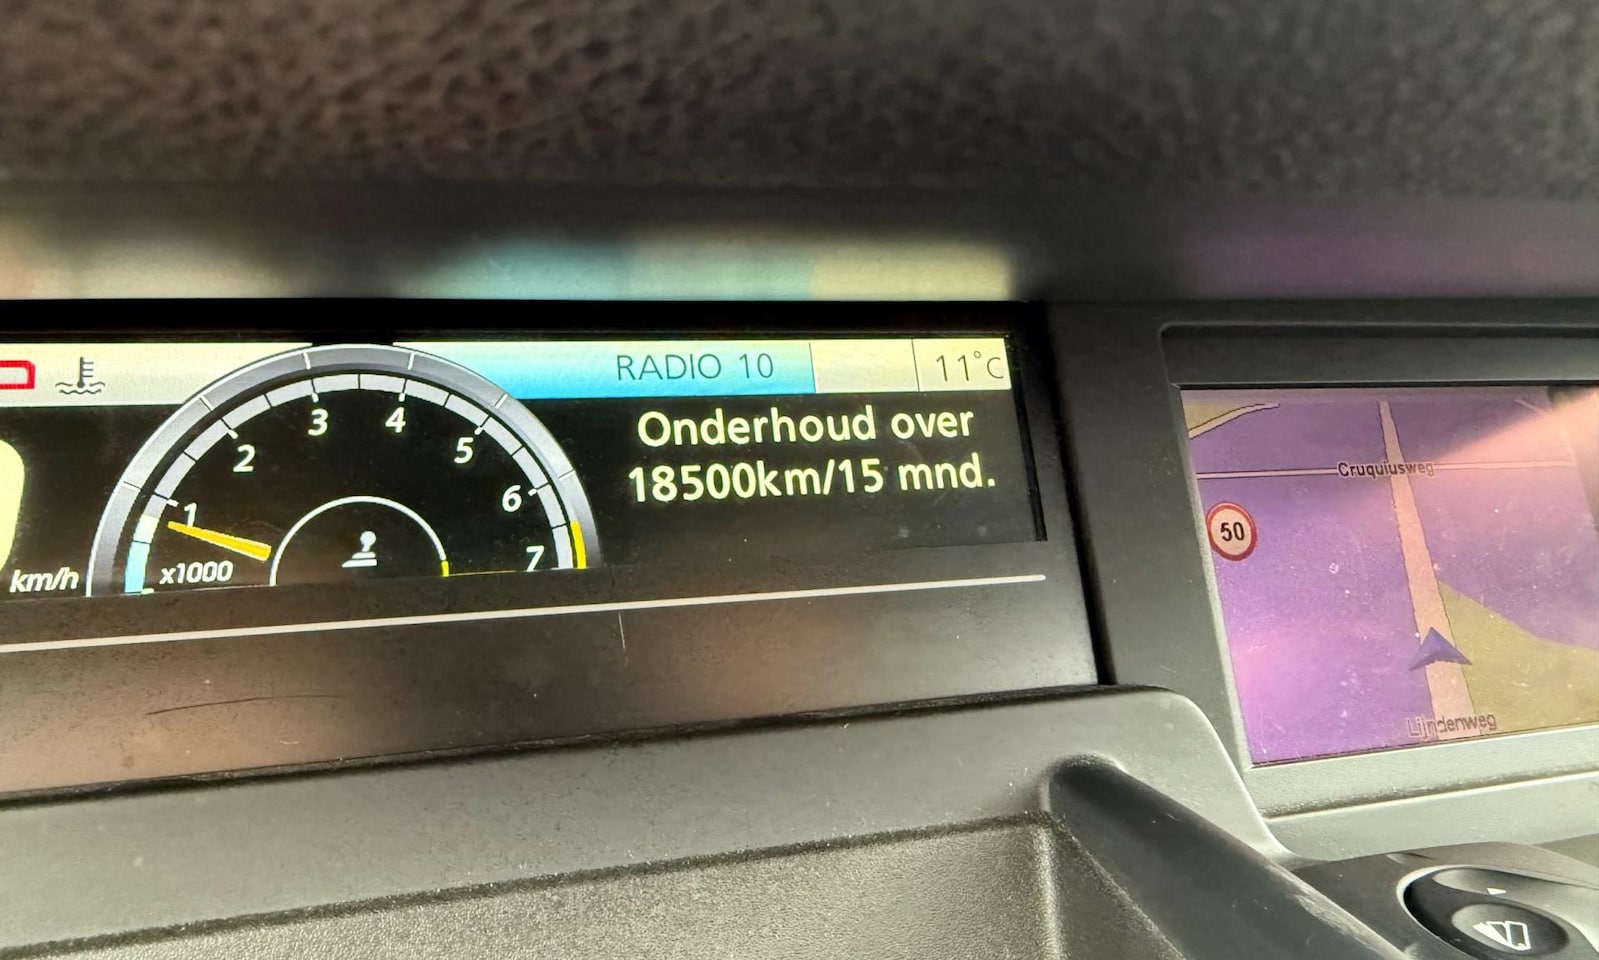 RADIO 10
11°C
Onderhoud over
18500km/15 mnd.
1
2
3
4
5
6
7
x1000
km/h
Cruquiusweg
50
Lijnderweg